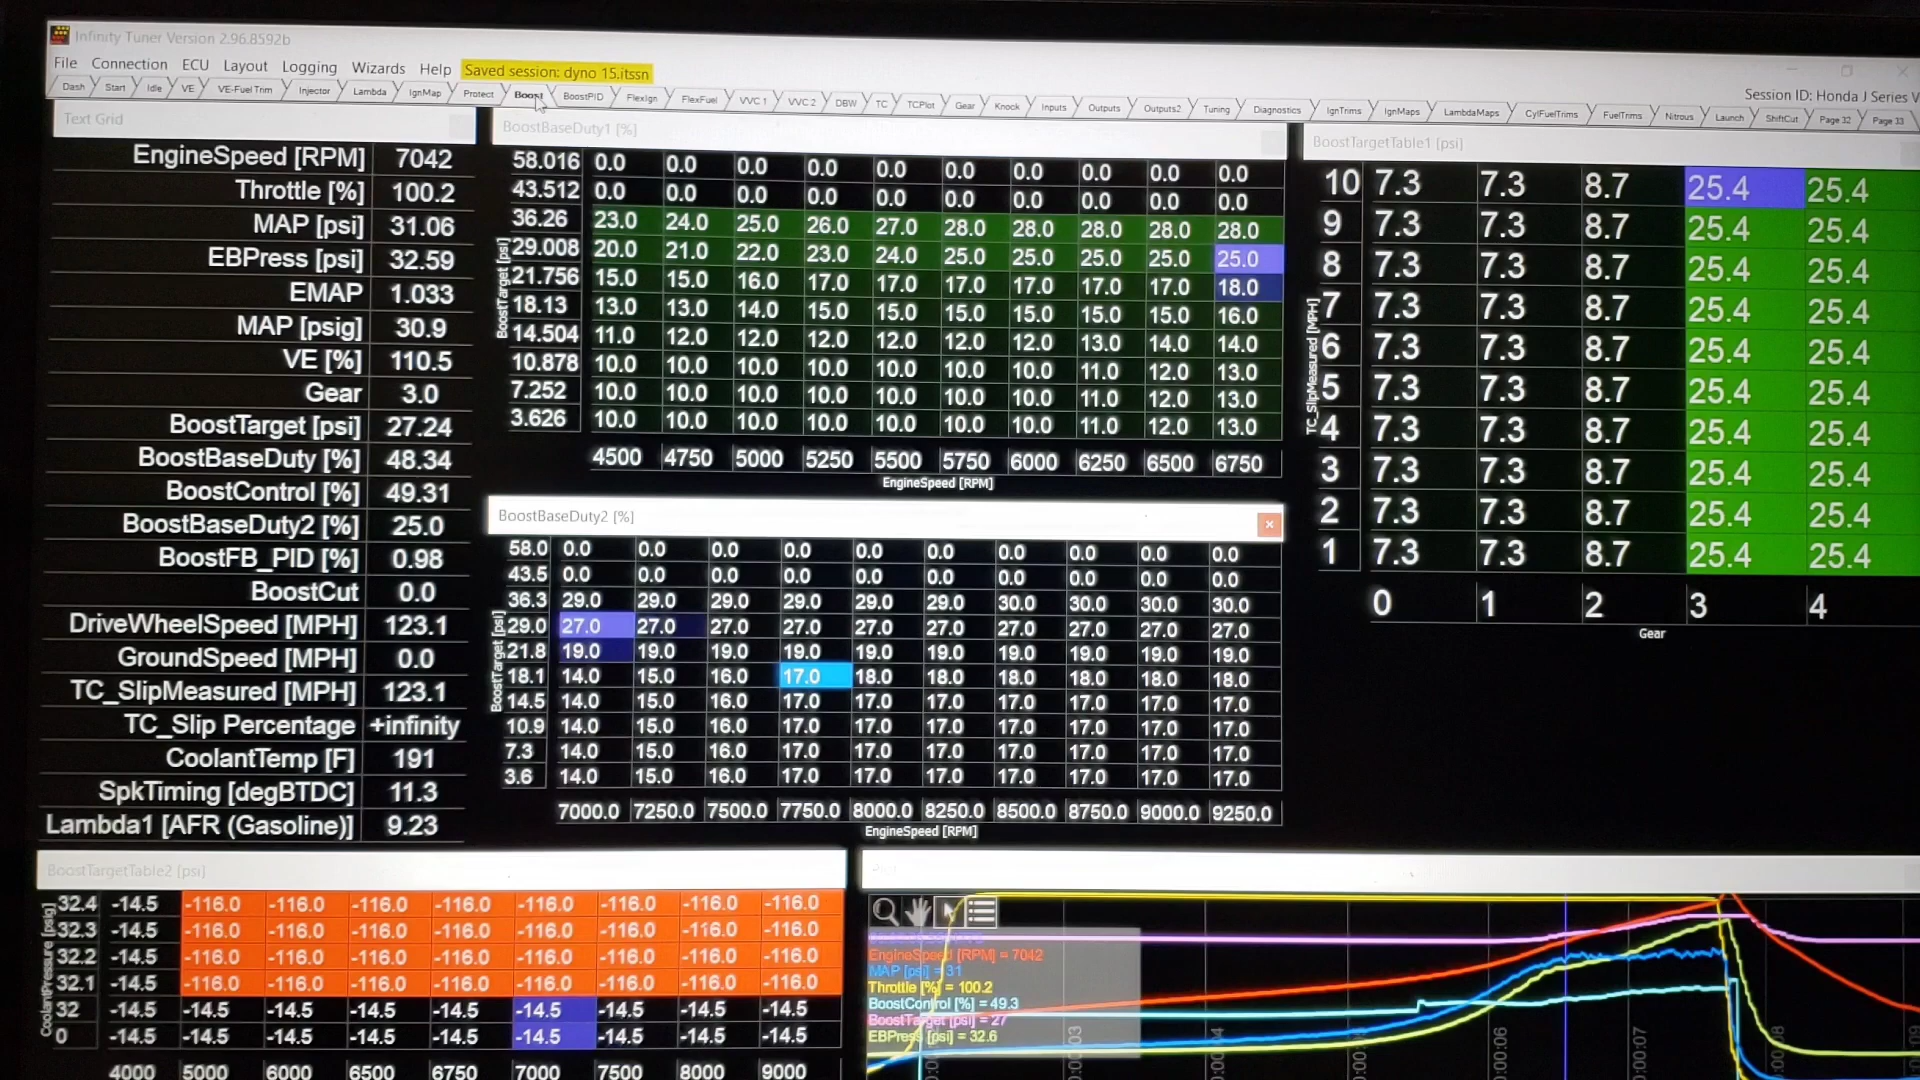 Infinity Tuner Version 2.96.8592b
File Connection ECU Layout Logging Wizards Help Saved session: dyno 15.itssn
Dash Start Idle VE VE-Fuel Trim Injector Lambda IgnMap Protect Boost BoostPID FlexIgn FlexFuel VVC 1 VVC 2 DBW TC TCPlot Gear Knock Inputs Outputs Outputs2 Tuning Diagnostics IgnTrims IgnMaps LambdaMaps CylFuelTrims FuelTrims Nitrous Launch ShiftCut Page 32 Page 33
Session ID: Honda J Series V
Text Grid
EngineSpeed [RPM] 7042
Throttle [%] 100.2
MAP [psi] 31.06
EBPress [psi] 32.59
EMAP 1.033
MAP [psig] 30.9
VE [%] 110.5
Gear 3.0
BoostTarget [psi] 27.24
BoostBaseDuty [%] 48.34
BoostControl [%] 49.31
BoostBaseDuty2 [%] 25.0
BoostFB_PID [%] 0.98
BoostCut 0.0
DriveWheelSpeed [MPH] 123.1
GroundSpeed [MPH] 0.0
TC_SlipMeasured [MPH] 123.1
TC_Slip Percentage +infinity
CoolantTemp [F] 191
SpkTiming [degBTDC] 11.3
Lambda1 [AFR (Gasoline)] 9.23
BoostBaseDuty1 [%]
BoostTarget [psi]
58.016 0.0 0.0 0.0 0.0 0.0 0.0 0.0 0.0 0.0 0.0
43.512 0.0 0.0 0.0 0.0 0.0 0.0 0.0 0.0 0.0 0.0
36.26 23.0 24.0 25.0 26.0 27.0 28.0 28.0 28.0 28.0 28.0
29.008 20.0 21.0 22.0 23.0 24.0 25.0 25.0 25.0 25.0 25.0
21.756 15.0 15.0 16.0 17.0 17.0 17.0 17.0 17.0 17.0 18.0
18.13 13.0 13.0 14.0 15.0 15.0 15.0 15.0 15.0 15.0 16.0
14.504 11.0 12.0 12.0 12.0 12.0 12.0 12.0 13.0 14.0 14.0
10.878 10.0 10.0 10.0 10.0 10.0 10.0 10.0 11.0 12.0 13.0
7.252 10.0 10.0 10.0 10.0 10.0 10.0 10.0 11.0 12.0 13.0
3.626 10.0 10.0 10.0 10.0 10.0 10.0 10.0 11.0 12.0 13.0
4500 4750 5000 5250 5500 5750 6000 6250 6500 6750
EngineSpeed [RPM]
BoostBaseDuty2 [%]
BoostTarget [psi]
58.0 0.0 0.0 0.0 0.0 0.0 0.0 0.0 0.0 0.0 0.0
43.5 0.0 0.0 0.0 0.0 0.0 0.0 0.0 0.0 0.0 0.0
36.3 29.0 29.0 29.0 29.0 29.0 29.0 30.0 30.0 30.0 30.0
29.0 27.0 27.0 27.0 27.0 27.0 27.0 27.0 27.0 27.0 27.0
21.8 19.0 19.0 19.0 19.0 19.0 19.0 19.0 19.0 19.0 19.0
18.1 14.0 15.0 16.0 17.0 18.0 18.0 18.0 18.0 18.0 18.0
14.5 14.0 15.0 16.0 17.0 17.0 17.0 17.0 17.0 17.0 17.0
10.9 14.0 15.0 16.0 17.0 17.0 17.0 17.0 17.0 17.0 17.0
7.3 14.0 15.0 16.0 17.0 17.0 17.0 17.0 17.0 17.0 17.0
3.6 14.0 15.0 16.0 17.0 17.0 17.0 17.0 17.0 17.0 17.0
7000.0 7250.0 7500.0 7750.0 8000.0 8250.0 8500.0 8750.0 9000.0 9250.0
EngineSpeed [RPM]
BoostTargetTable1 [psi]
TC_SlipMeasured [MPH]
10 7.3 7.3 8.7 25.4 25.4
9 7.3 7.3 8.7 25.4 25.4
8 7.3 7.3 8.7 25.4 25.4
7 7.3 7.3 8.7 25.4 25.4
6 7.3 7.3 8.7 25.4 25.4
5 7.3 7.3 8.7 25.4 25.4
4 7.3 7.3 8.7 25.4 25.4
3 7.3 7.3 8.7 25.4 25.4
2 7.3 7.3 8.7 25.4 25.4
1 7.3 7.3 8.7 25.4 25.4
0 1 2 3 4
Gear
BoostTargetTable2 [psi]
CoolantPressure [psig]
32.4 -14.5 -116.0 -116.0 -116.0 -116.0 -116.0 -116.0 -116.0 -116.0
32.3 -14.5 -116.0 -116.0 -116.0 -116.0 -116.0 -116.0 -116.0 -116.0
32.2 -14.5 -116.0 -116.0 -116.0 -116.0 -116.0 -116.0 -116.0 -116.0
32.1 -14.5 -116.0 -116.0 -116.0 -116.0 -116.0 -116.0 -116.0 -116.0
32 -14.5 -14.5 -14.5 -14.5 -14.5 -14.5 -14.5 -14.5 -14.5
0 -14.5 -14.5 -14.5 -14.5 -14.5 -14.5 -14.5 -14.5 -14.5
4000 5000 6000 6500 6750 7000 7500 8000 9000
EngineSpeed [RPM] = 7042
MAP [psi] = 31
Throttle [%] = 100.2
BoostControl [%] = 49.3
BoostTarget [psi] = 27
EBPress [psi] = 32.6